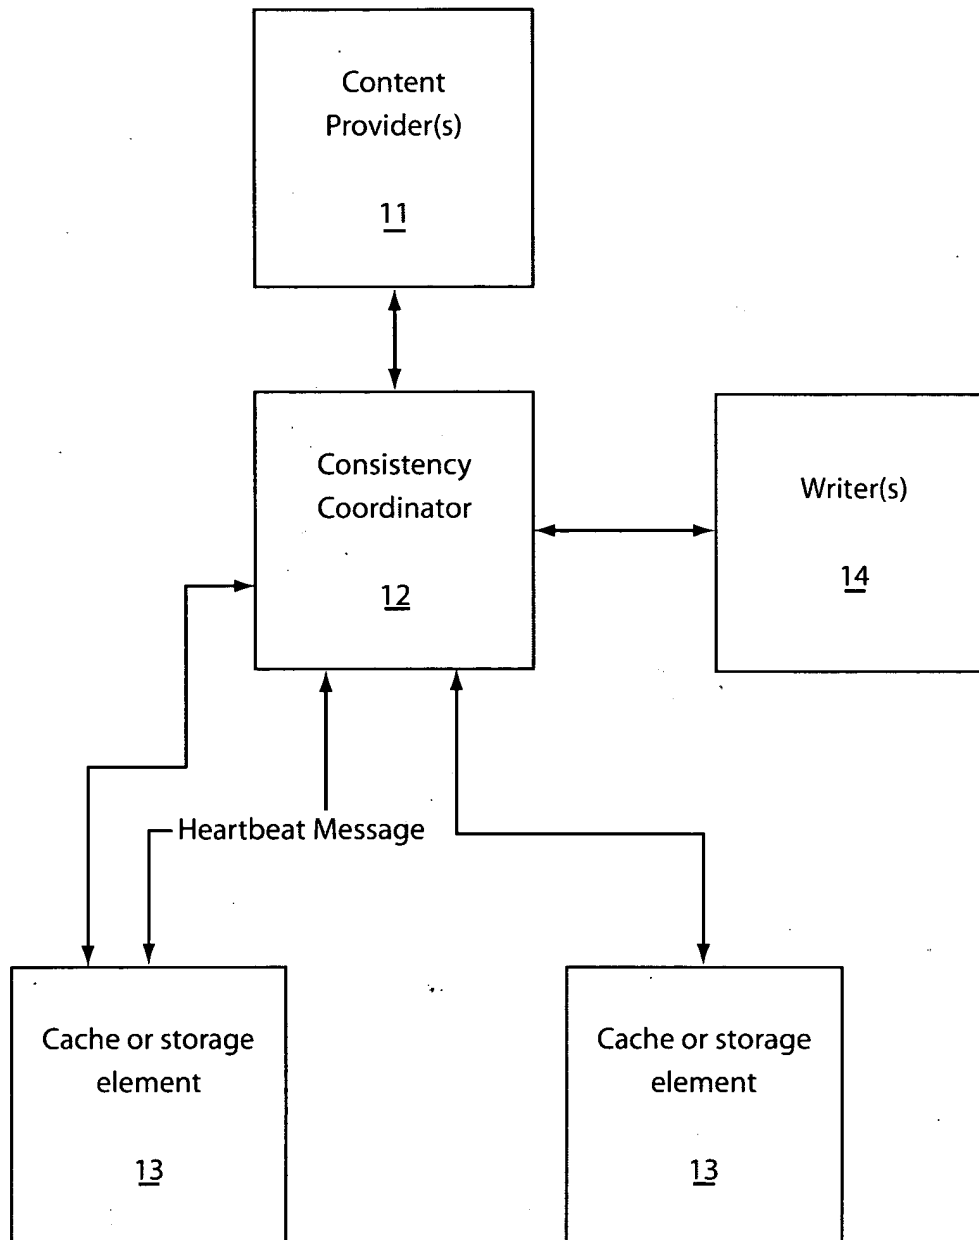 Content
Provider(s)
11
Consistency
Coordinator
12
Writer(s)
14
Heartbeat Message
Cache or storage
element
13
Cache or storage
element
13